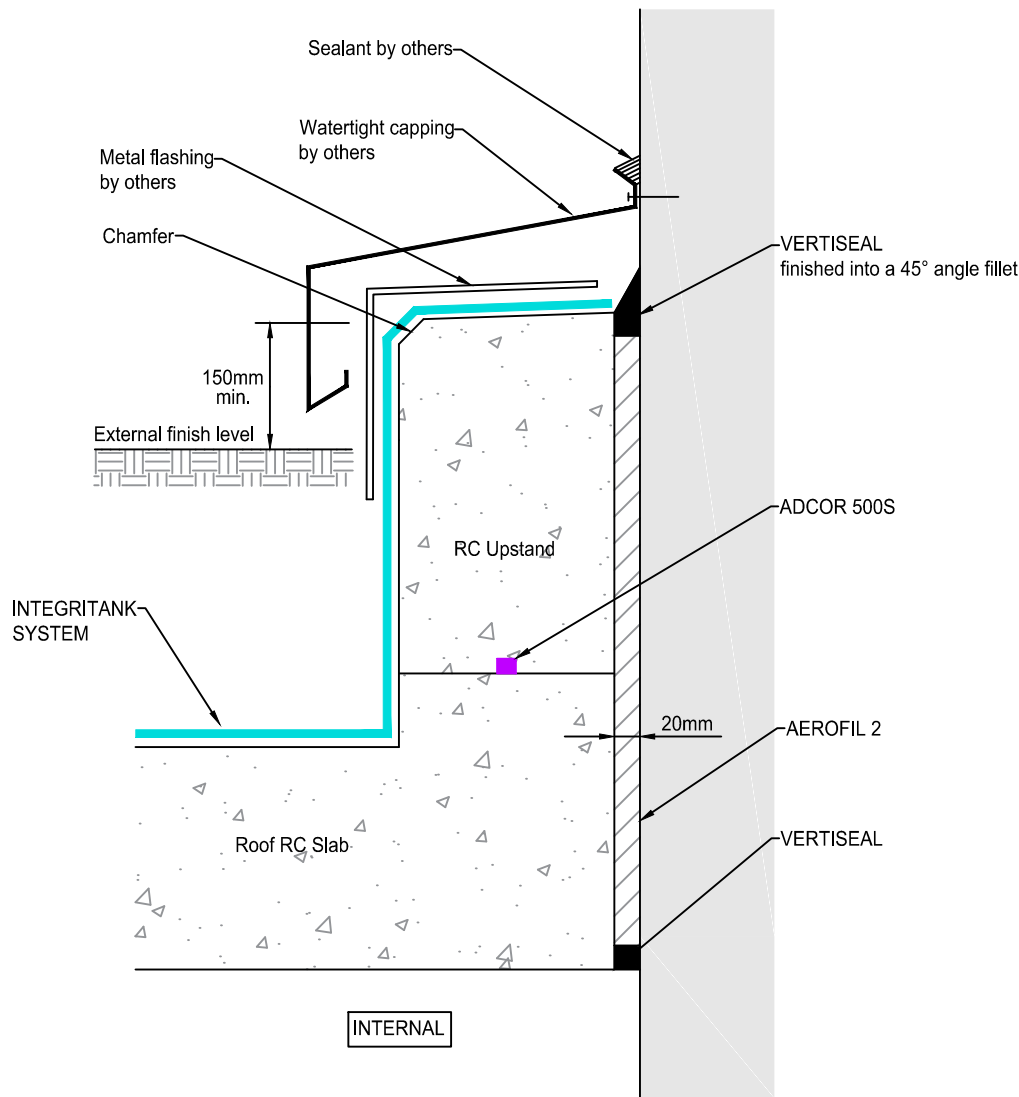 Sealant by others
Watertight capping
by others
Metal flashing
by others
Chamfer
VERTISEAL
finished into a 45° angle fillet
150mm
min.
External finish level
ADCOR 500S
RC Upstand
INTEGRITANK
SYSTEM
20mm
AEROFIL 2
Roof RC Slab
VERTISEAL
INTERNAL